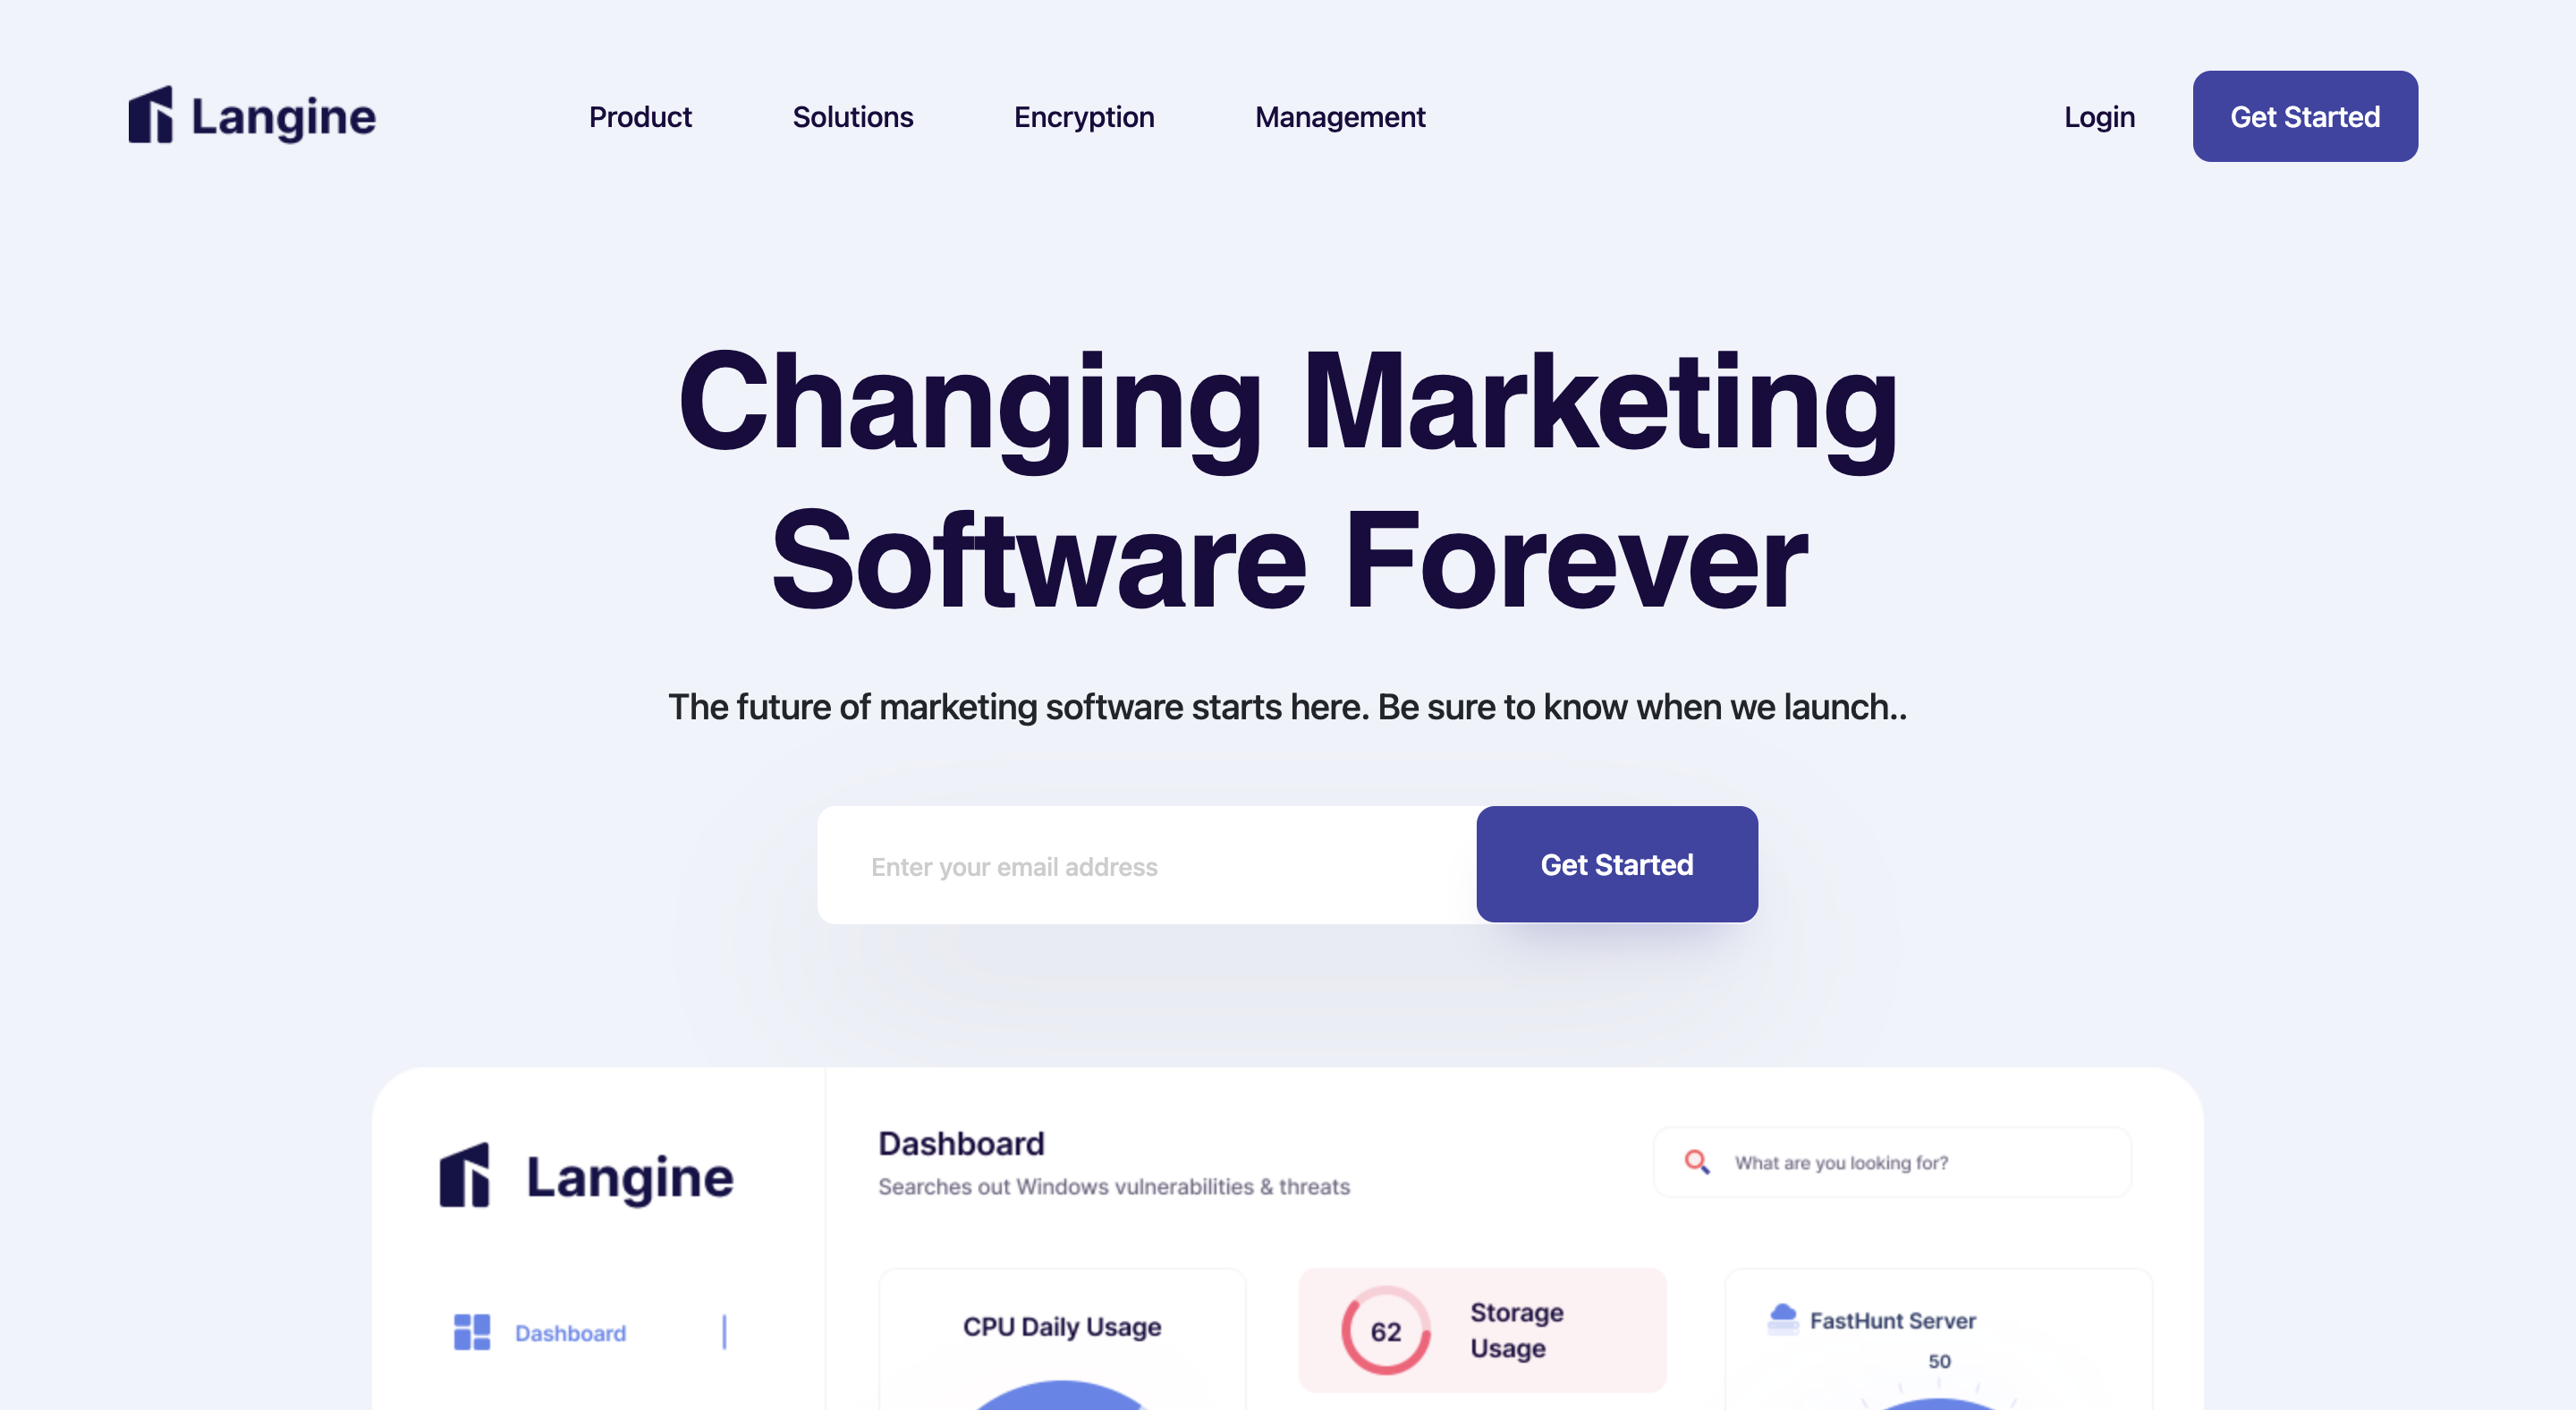 Langine
Product
Solutions
Encryption
Management
Login
Get Started
Changing Marketing
Software Forever
The future of marketing software starts here. Be sure to know when we launch..
Enter your email address
Get Started
Langine
Dashboard
Dashboard
Searches out Windows vulnerabilities & threats
What are you looking for?
CPU Daily Usage
62
Storage
Usage
FastHunt Server
50